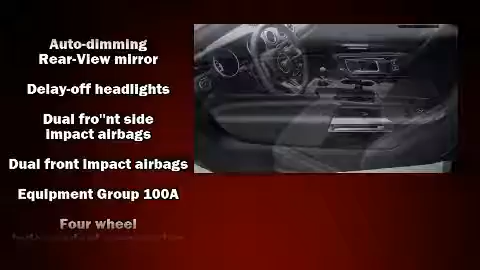 Auto-dimming
Rear-View mirror
Delay-off headlights
Dual fro"nt side
impact airbags
Dual front impact airbags
Equipment Group 100A
Four wheel